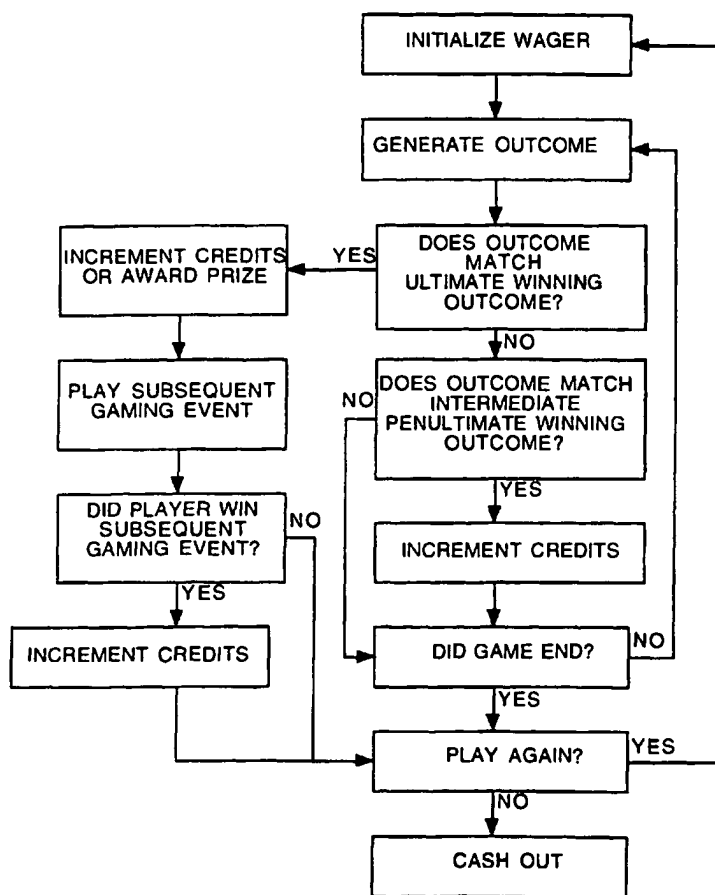 INITIALIZE WAGER
GENERATE OUTCOME
DOES OUTCOME
MATCH
ULTIMATE WINNING
OUTCOME?
YES
INCREMENT CREDITS
OR AWARD PRIZE
NO
PLAY SUBSEQUENT
GAMING EVENT
DOES OUTCOME MATCH
INTERMEDIATE
PENULTIMATE WINNING
OUTCOME?
NO
YES
DID PLAYER WIN
SUBSEQUENT
GAMING EVENT?
NO
YES
INCREMENT CREDITS
INCREMENT CREDITS
DID GAME END?
NO
YES
PLAY AGAIN?
YES
NO
CASH OUT